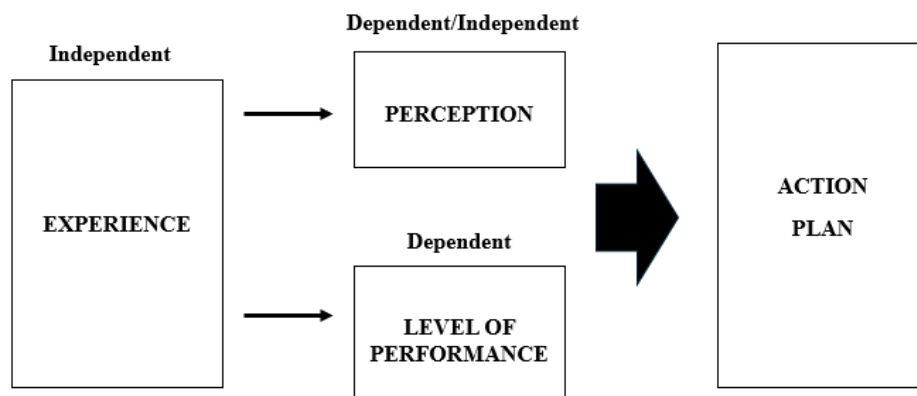 Independent
EXPERIENCE
Dependent/Independent
PERCEPTION
Dependent
LEVEL OF
PERFORMANCE
ACTION
PLAN